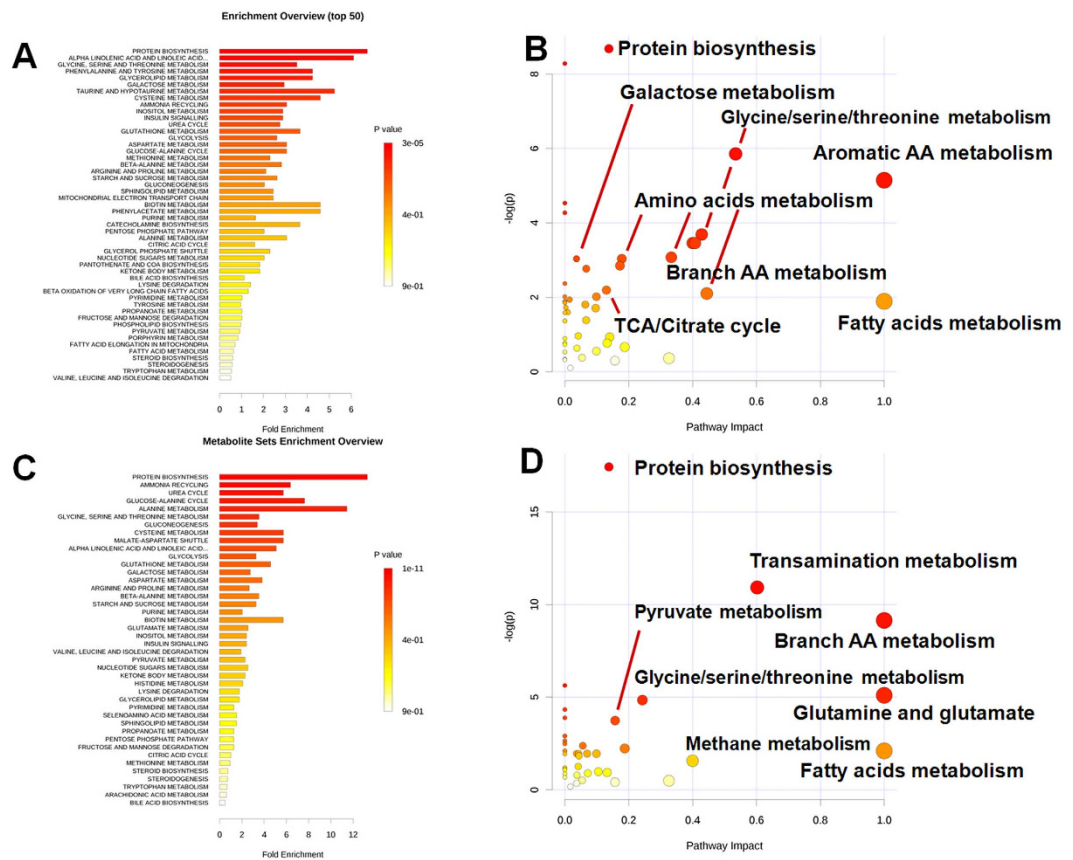 Enrichment Overview (top 50)
A
PROTEIN BIOSYNTHESIS
ALPHA LINOLENIC ACID AND LINOLEIC ACID...
GLYCINE, SERINE AND THREONINE METABOLISM
PHENYLALANINE AND TYROSINE METABOLISM
GLYCEROLIPID METABOLISM
GALACTOSE METABOLISM
TAURINE AND HYPOTAURINE METABOLISM
CYSTEINE METABOLISM
AMMONIA RECYCLING
INOSITOL METABOLISM
INSULIN SIGNALLING
UREA CYCLE
GLUTATHIONE METABOLISM
GLYCOLYSIS
ASPARTATE METABOLISM
GLUCOSE-ALANINE CYCLE
METHIONINE METABOLISM
BETA-ALANINE METABOLISM
ARGININE AND PROLINE METABOLISM
STARCH AND SUCROSE METABOLISM
GLUCONEOGENESIS
SPHINGOLIPID METABOLISM
MITOCHONDRIAL ELECTRON TRANSPORT CHAIN
BIOTIN METABOLISM
PHENYLACETATE METABOLISM
PURINE METABOLISM
CATECHOLAMINE BIOSYNTHESIS
PENTOSE PHOSPHATE PATHWAY
ALANINE METABOLISM
CITRIC ACID CYCLE
GLYCEROL PHOSPHATE SHUTTLE
NUCLEOTIDE SUGARS METABOLISM
PANTOTHENATE AND COA BIOSYNTHESIS
KETONE BODY METABOLISM
BILE ACID BIOSYNTHESIS
LYSINE DEGRADATION
BETA OXIDATION OF VERY LONG CHAIN FATTY ACIDS
PYRIMIDINE METABOLISM
TYROSINE METABOLISM
PROPANOATE METABOLISM
FRUCTOSE AND MANNOSE DEGRADATION
PHOSPHOLIPID BIOSYNTHESIS
PYRUVATE METABOLISM
PORPHYRIN METABOLISM
FATTY ACID ELONGATION IN MITOCHONDRIA
FATTY ACID METABOLISM
STEROID BIOSYNTHESIS
STEROIDOGENESIS
TRYPTOPHAN METABOLISM
VALINE, LEUCINE AND ISOLEUCINE DEGRADATION
P value
3e-05
4e-01
9e-01
0 1 2 3 4 5 6
Fold Enrichment
B
Protein biosynthesis
Galactose metabolism
Glycine/serine/threonine metabolism
Aromatic AA metabolism
Amino acids metabolism
Branch AA metabolism
TCA/Citrate cycle
Fatty acids metabolism
-log(p)
8
6
4
2
0
0.0 0.2 0.4 0.6 0.8 1.0
Pathway Impact
Metabolite Sets Enrichment Overview
C
PROTEIN BIOSYNTHESIS
AMMONIA RECYCLING
UREA CYCLE
GLUCOSE-ALANINE CYCLE
ALANINE METABOLISM
GLYCINE, SERINE AND THREONINE METABOLISM
GLUCONEOGENESIS
CYSTEINE METABOLISM
MALATE-ASPARTATE SHUTTLE
ALPHA LINOLENIC ACID AND LINOLEIC ACID...
GLYCOLYSIS
GLUTATHIONE METABOLISM
GALACTOSE METABOLISM
ASPARTATE METABOLISM
ARGININE AND PROLINE METABOLISM
BETA-ALANINE METABOLISM
STARCH AND SUCROSE METABOLISM
PURINE METABOLISM
BIOTIN METABOLISM
GLUTAMATE METABOLISM
INOSITOL METABOLISM
INSULIN SIGNALLING
VALINE, LEUCINE AND ISOLEUCINE DEGRADATION
PYRUVATE METABOLISM
NUCLEOTIDE SUGARS METABOLISM
KETONE BODY METABOLISM
HISTIDINE METABOLISM
LYSINE DEGRADATION
GLYCEROLIPID METABOLISM
PYRIMIDINE METABOLISM
SELENOAMINO ACID METABOLISM
SPHINGOLIPID METABOLISM
PROPANOATE METABOLISM
PENTOSE PHOSPHATE PATHWAY
FRUCTOSE AND MANNOSE DEGRADATION
CITRIC ACID CYCLE
METHIONINE METABOLISM
STEROID BIOSYNTHESIS
STEROIDOGENESIS
TRYPTOPHAN METABOLISM
ARACHIDONIC ACID METABOLISM
BILE ACID BIOSYNTHESIS
P value
1e-11
4e-01
9e-01
0 2 4 6 8 10 12
Fold Enrichment
D
Protein biosynthesis
Transamination metabolism
Pyruvate metabolism
Branch AA metabolism
Glycine/serine/threonine metabolism
Glutamine and glutamate
Methane metabolism
Fatty acids metabolism
-log(p)
15
10
5
0
0.0 0.2 0.4 0.6 0.8 1.0
Pathway Impact